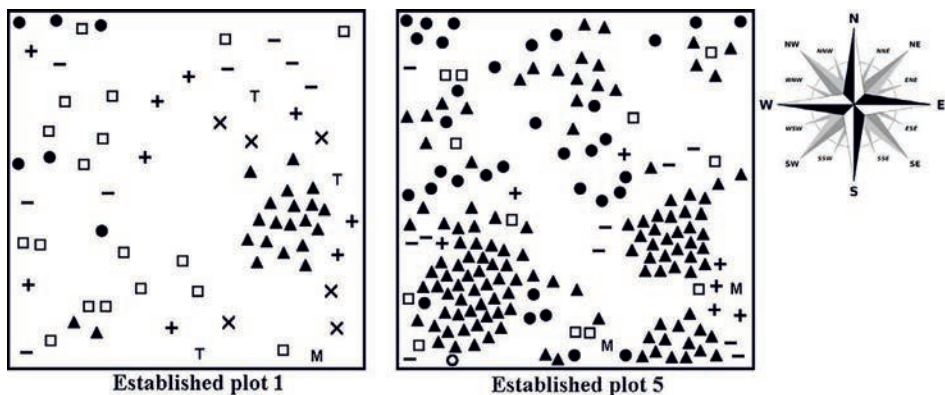 N
NNW NNE
NW NE
WNW ENE
W E
WSW ESE
SW SE
SSW SSE
S
T
T
T M
M
M
Established plot 1 Established plot 5